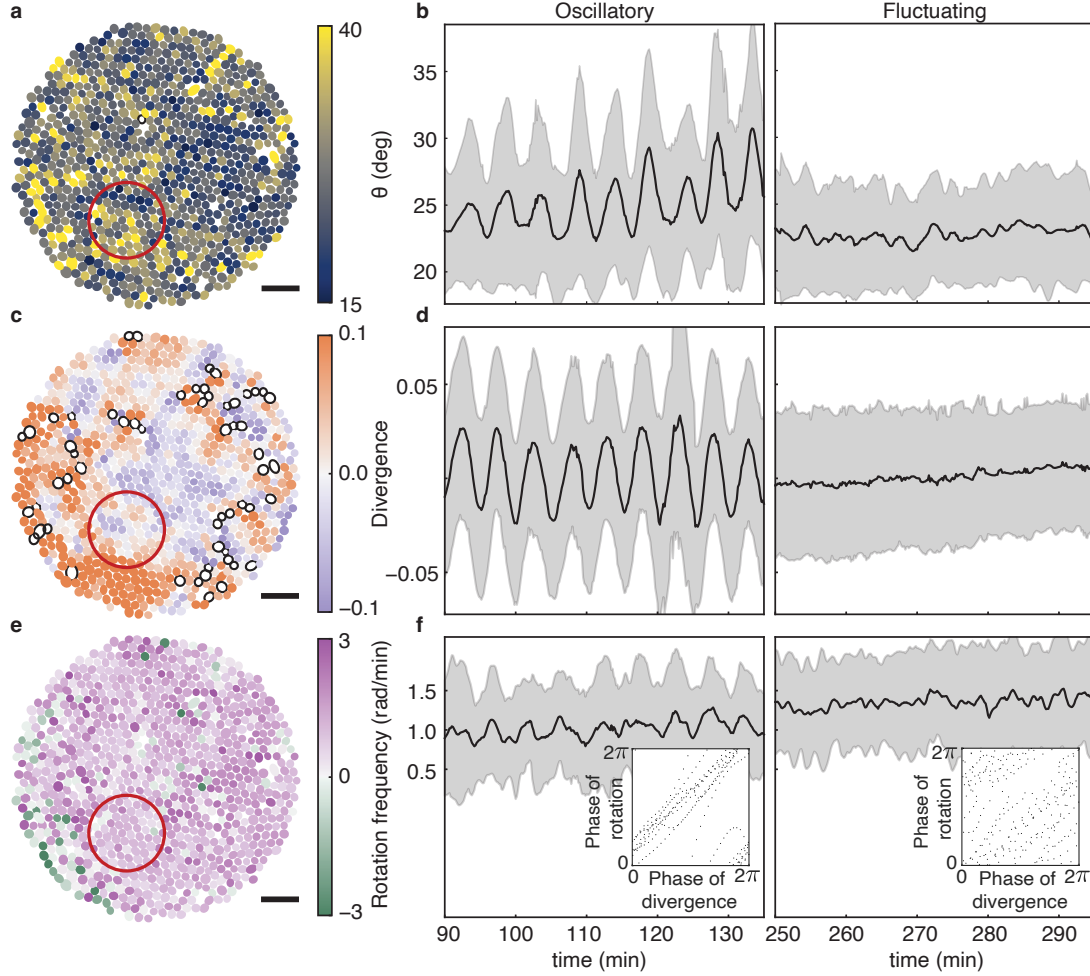 a
40
θ (deg)
15
b
Oscillatory
Fluctuating
35
30
25
20
c
0.1
Divergence
0.0
−0.1
d
0.05
−0.05
e
3
Rotation frequency (rad/min)
0
−3
f
1.5
1.0
0.5
2π
Phase of
rotation
0
0
2π
Phase of
divergence
2π
Phase of
rotation
0
0
2π
Phase of
divergence
90
100
110
120
130
time (min)
250
260
270
280
290
time (min)